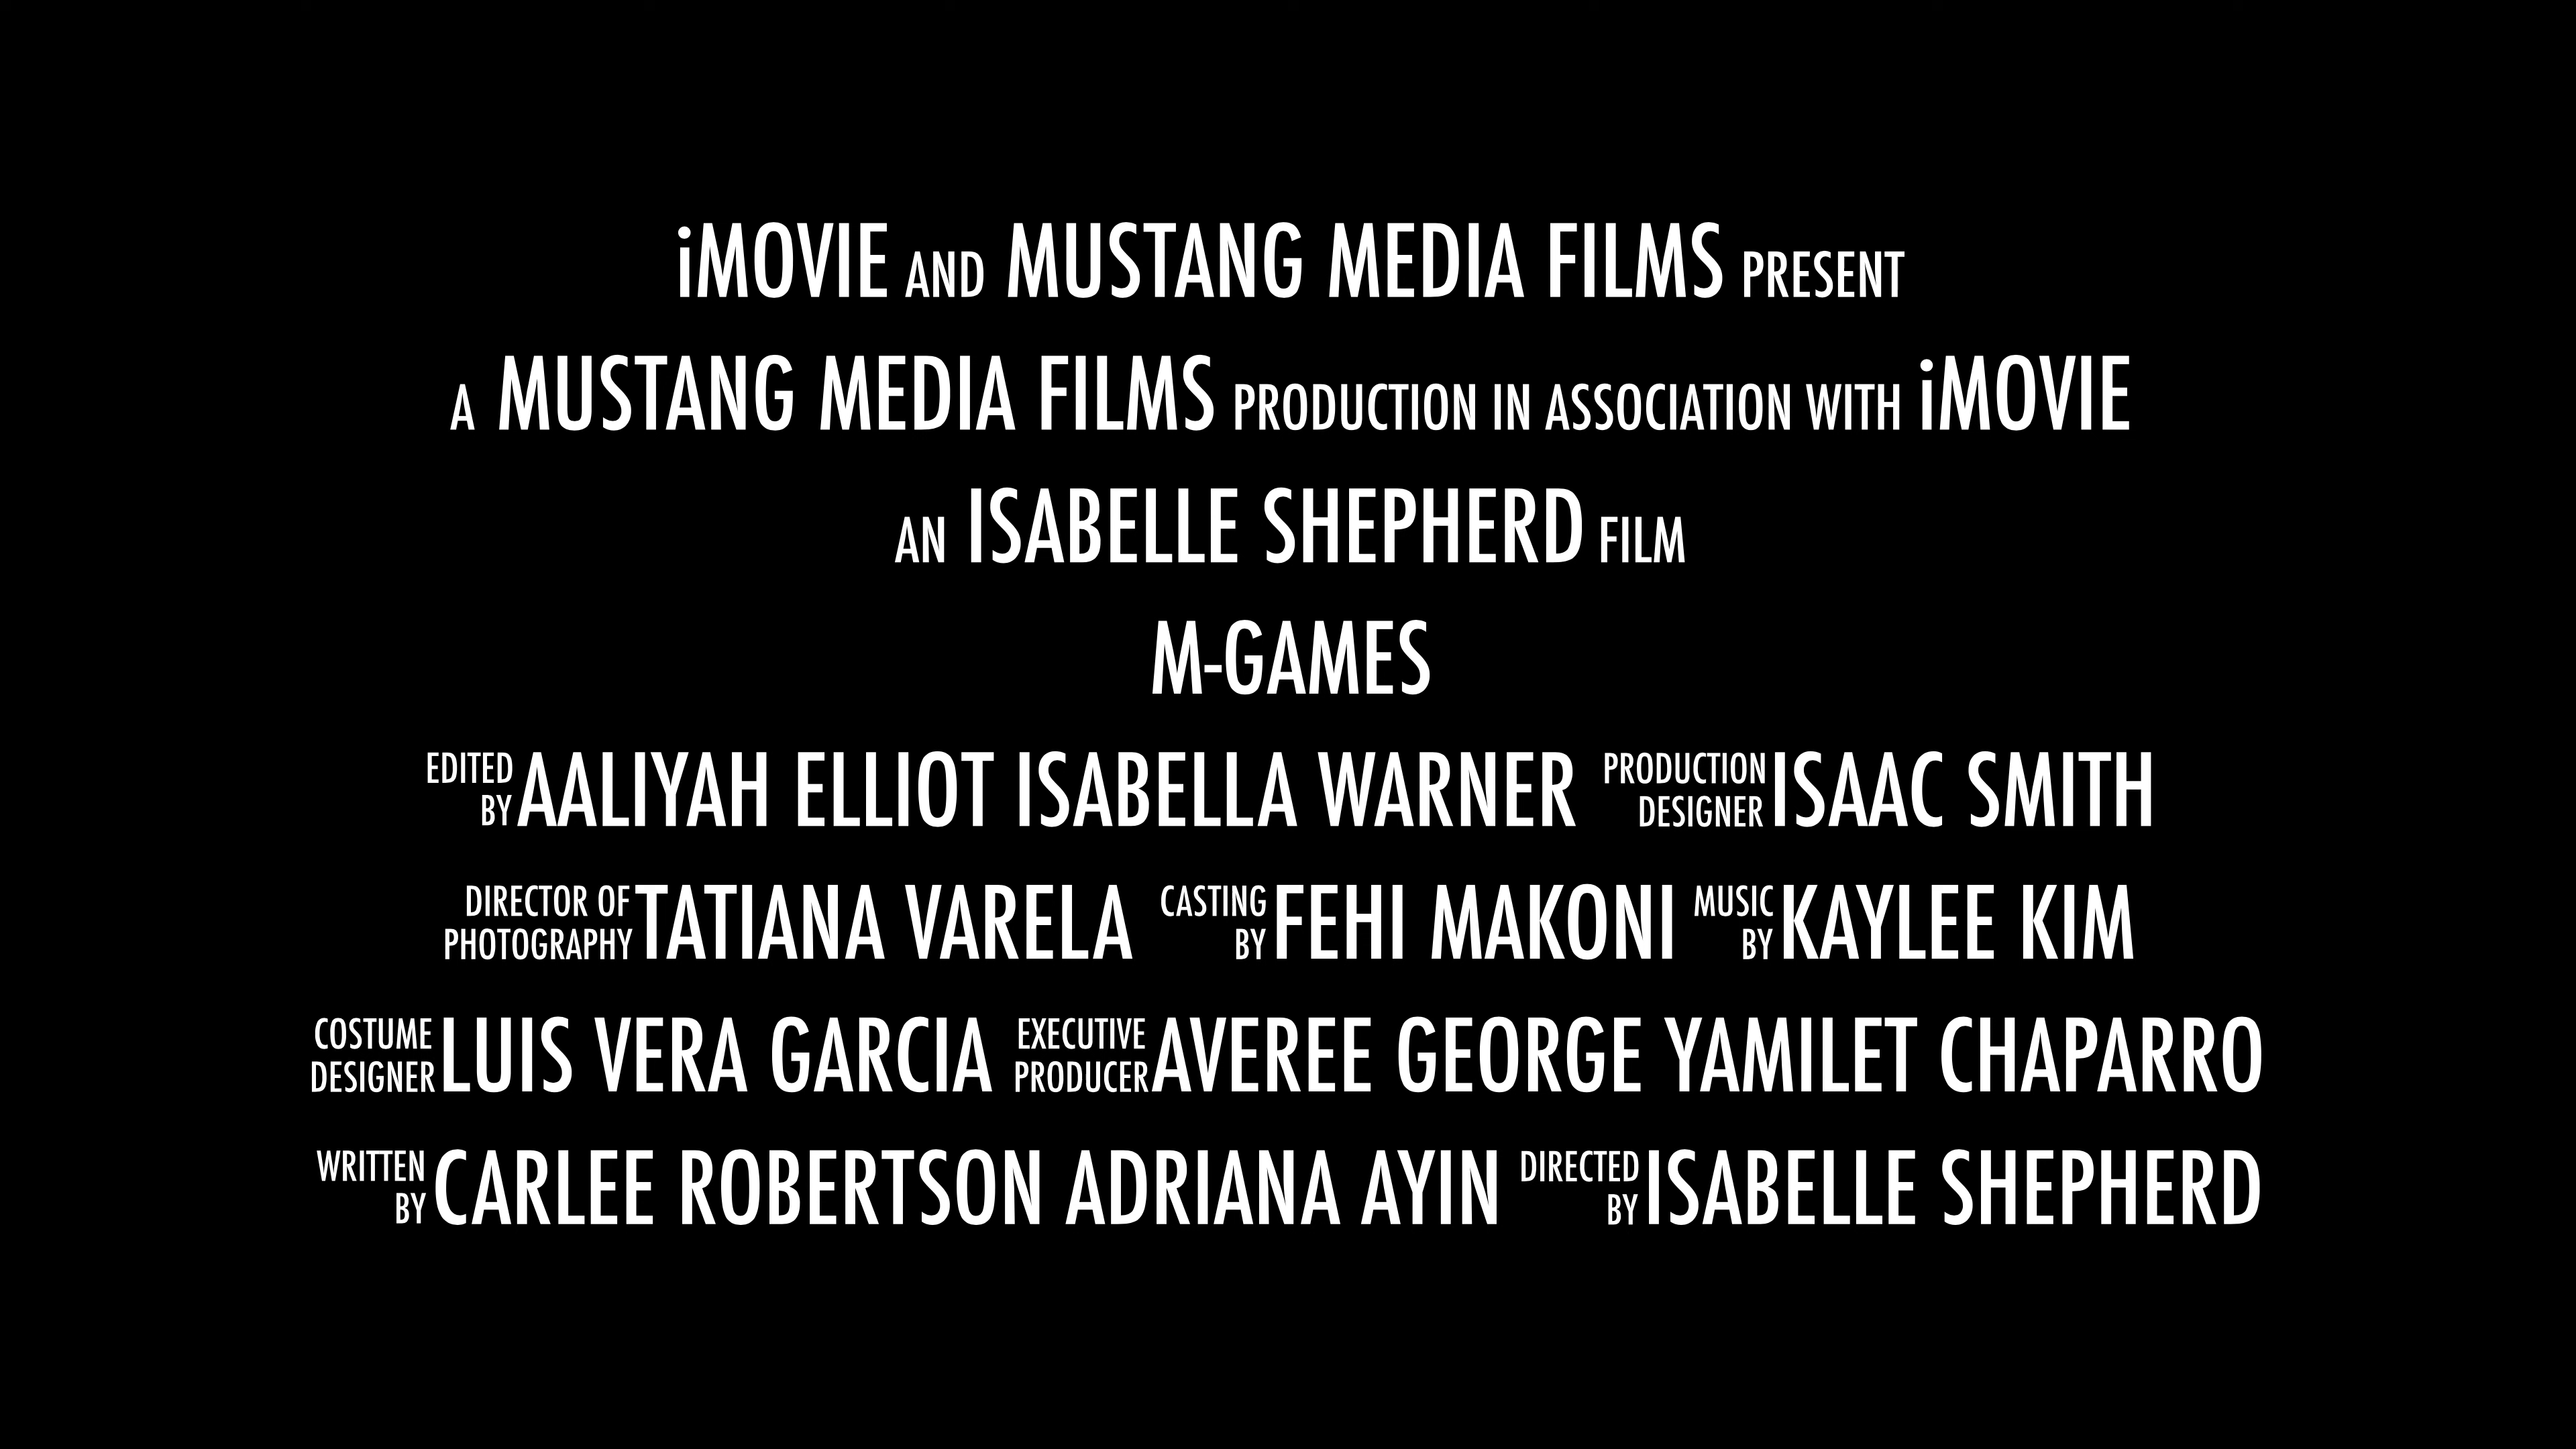 iMOVIE AND MUSTANG MEDIA FILMS PRESENT
A MUSTANG MEDIA FILMS PRODUCTION IN ASSOCIATION WITH iMOVIE
AN ISABELLE SHEPHERD FILM
M-GAMES
EDITED BY AALIYAH ELLIOT ISABELLA WARNER PRODUCTION DESIGNER ISAAC SMITH
DIRECTOR OF PHOTOGRAPHY TATIANA VARELA CASTING BY FEHI MAKONI MUSIC BY KAYLEE KIM
COSTUME DESIGNER LUIS VERA GARCIA EXECUTIVE PRODUCER AVEREE GEORGE YAMILET CHAPARRO
WRITTEN BY CARLEE ROBERTSON ADRIANA AYIN DIRECTED BY ISABELLE SHEPHERD